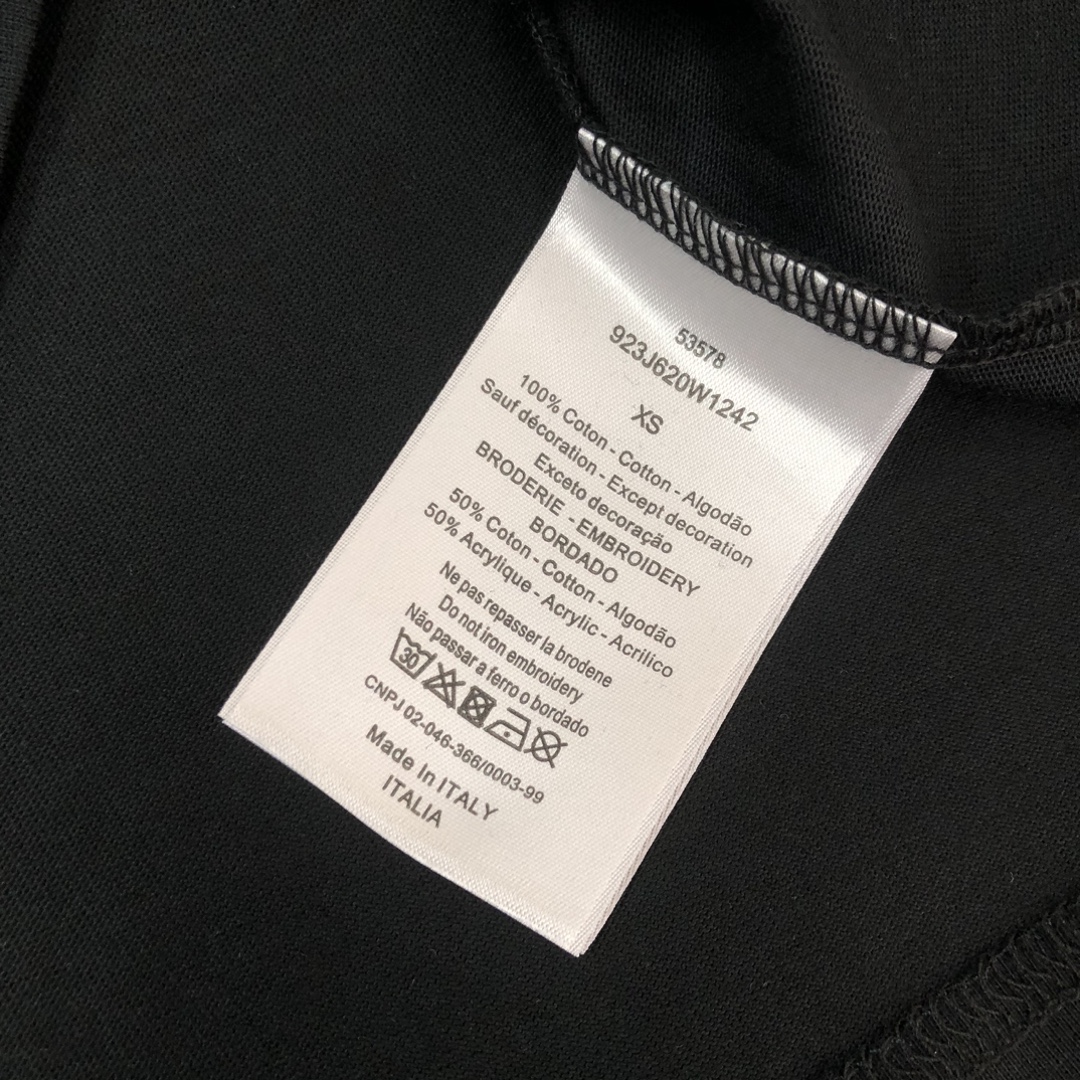 53578
923J620W1242
XS
100% Coton - Cotton - Algodão
Sauf décoration - Except decoration
Exceto decoração
BRODERIE - EMBROIDERY
BORDADO
50% Coton - Cotton - Algodão
50% Acrylique - Acrylic - Acrilico
Ne pas repasser la brodene
Do not iron embroidery
Não passar a ferro o bordado
30
CNPJ 02-046-366/0003-99
Made In ITALY
ITALIA